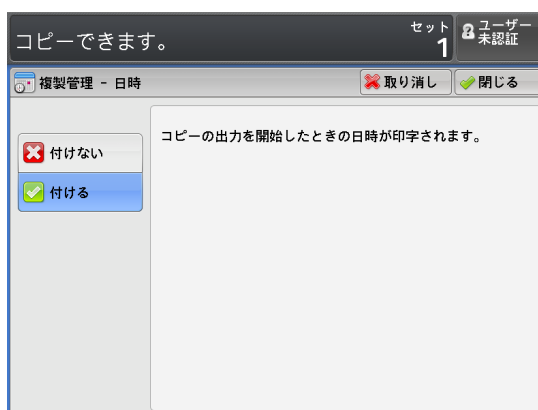 コピーできます。
セット
1
ユーザー
未認証
複製管理 - 日時
取り消し
閉じる
コピーの出力を開始したときの日時が印字されます。
付けない
付ける